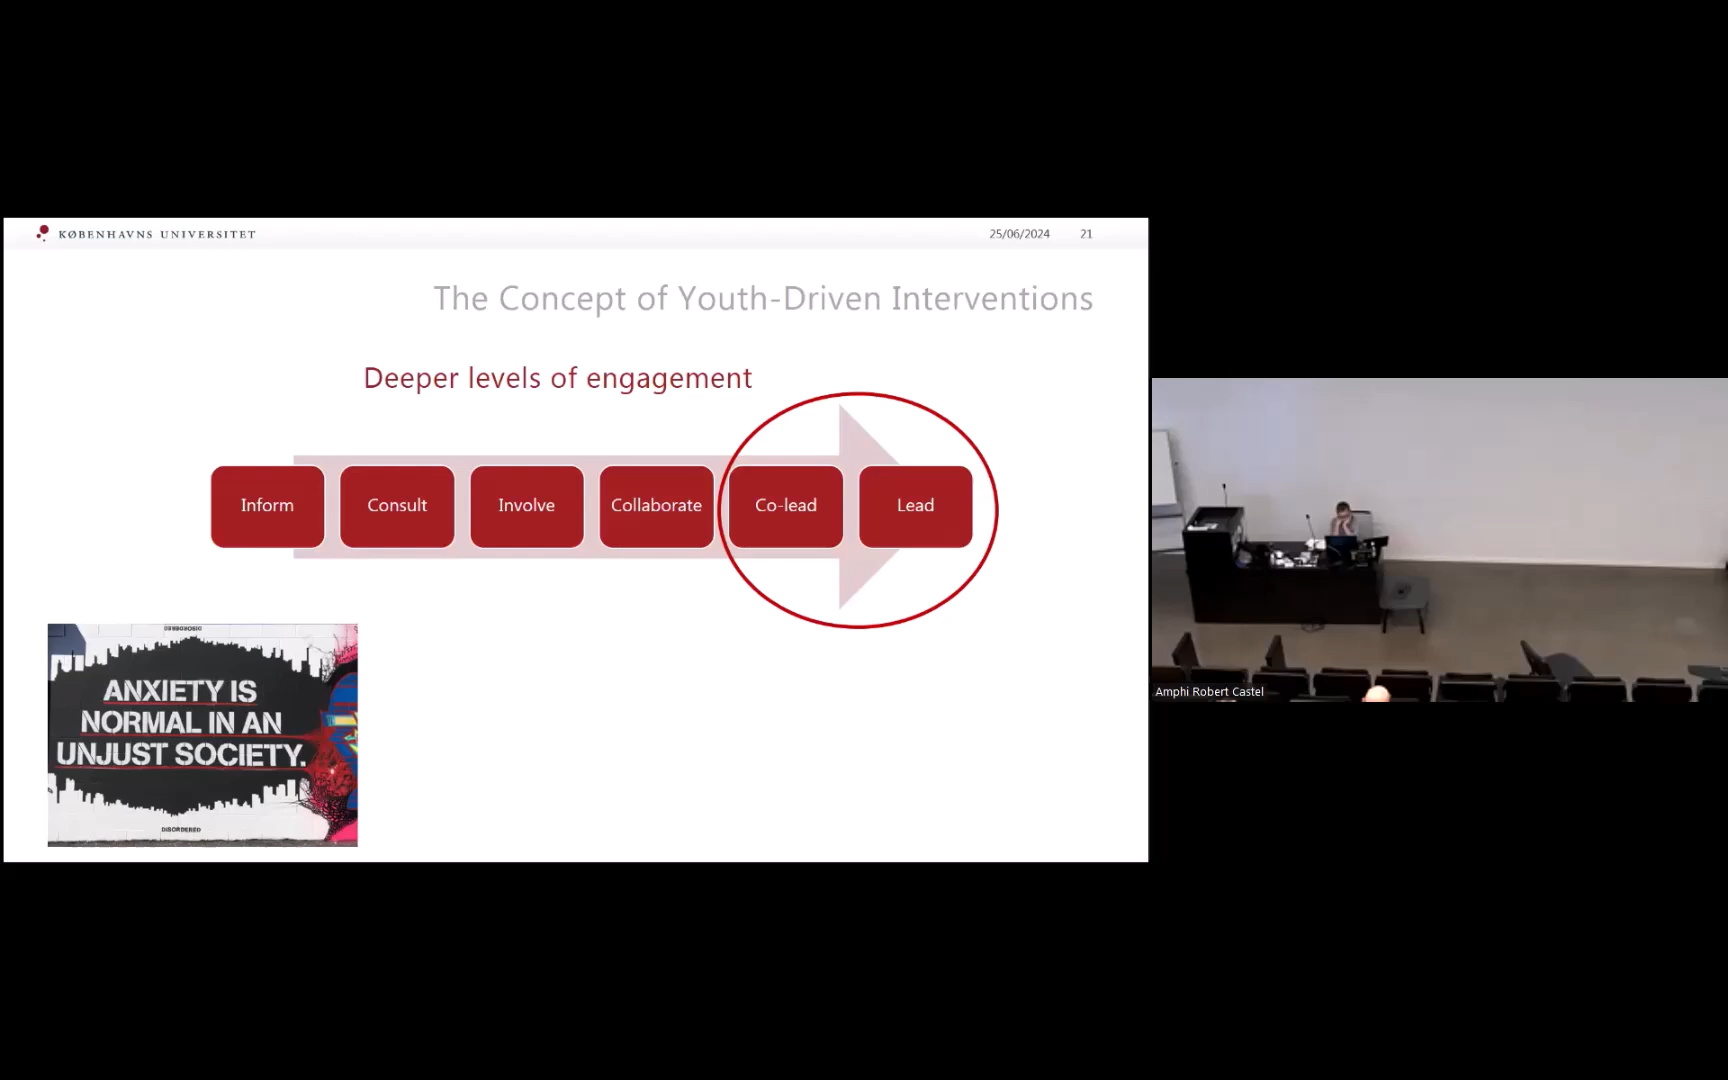 KØBENHAVNS UNIVERSITET
25/06/2024 21
The Concept of Youth-Driven Interventions
Deeper levels of engagement
Inform Consult Involve Collaborate Co-lead Lead
ANXIETY IS
NORMAL IN AN
UNJUST SOCIETY.
DISORDERED
Amphi Robert Castel